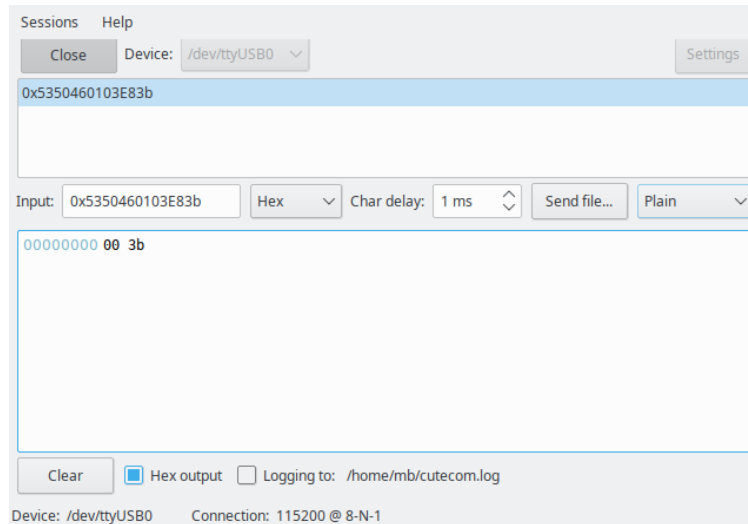 Sessions Help
Close Device: /dev/ttyUSB0 Settings
0x5350460103E83b
Input: 0x5350460103E83b Hex Char delay: 1 ms Send file... Plain
00000000 00 3b
Clear Hex output Logging to: /home/mb/cutecom.log
Device: /dev/ttyUSB0 Connection: 115200 @ 8-N-1